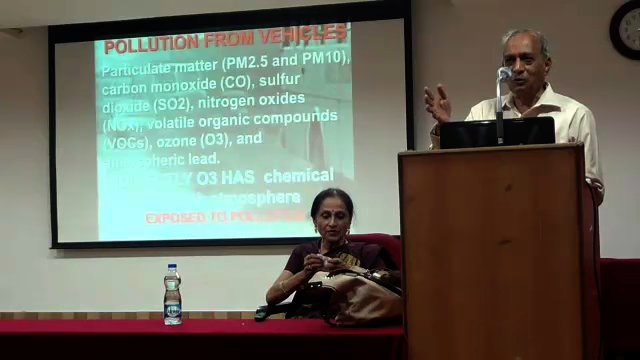 POLLUTION FROM VEHICLES
Particulate matter (PM2.5 and PM10),
carbon monoxide (CO), sulfur
dioxide (SO2), nitrogen oxides
(NOx), volatile organic compounds
(VOCs), ozone (O3), and
atmospheric lead.
O3 HAS chemical
atmosphere
EXPOSED TO